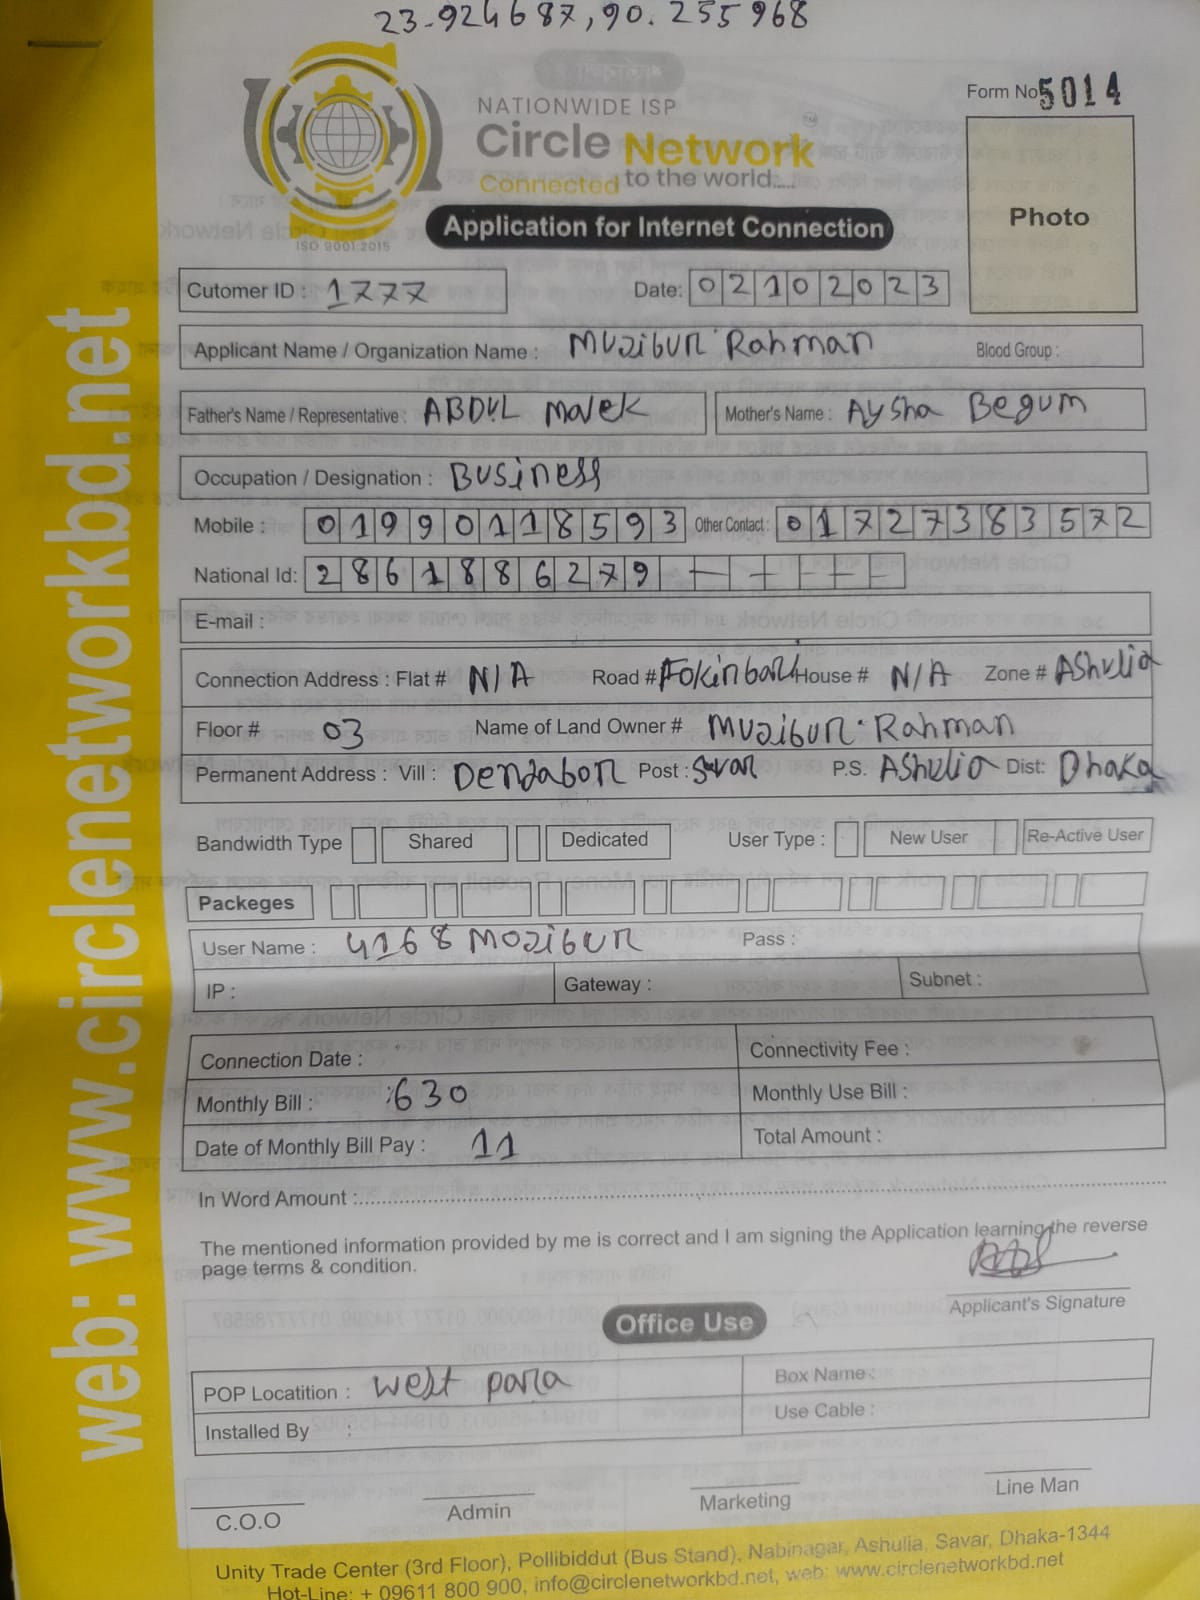 23.924687,90.255968
NATIONWIDE ISP
Circle Network™
Connected to the world.....
ISO 9001:2015
Form No 5014
Photo
Application for Internet Connection
Cutomer ID : 1777
Date: 02102023
Applicant Name / Organization Name : Mujibur Rahman
Blood Group :
Father's Name / Representative : ABDUL Malek
Mother's Name : Aysha Begum
Occupation / Designation : Business
Mobile : 01990118593 Other Contact : 01727383572
National Id: 2861886279
E-mail :
Connection Address : Flat # N/A Road # Fokirbari House # N/A Zone # Ashulia
Floor # 03 Name of Land Owner # Mujibur Rahman
Permanent Address : Vill : Dendabor Post : Savar P.S. Ashulia Dist: Dhaka
Bandwidth Type Shared Dedicated User Type : New User Re-Active User
Packeges
User Name : 4168 Mojibur Pass :
IP : Gateway : Subnet :
Connection Date : Connectivity Fee :
Monthly Bill : 630 Monthly Use Bill :
Date of Monthly Bill Pay : 11 Total Amount :
In Word Amount :
The mentioned information provided by me is correct and I am signing the Application learning the reverse
page terms & condition.
Applicant's Signature
Office Use
POP Locatition : West para Box Name :
Installed By : Use Cable :
C.O.O Admin Marketing Line Man
Unity Trade Center (3rd Floor), Pollibiddut (Bus Stand), Nabinagar, Ashulia, Savar, Dhaka-1344
Hot-Line: + 09611 800 900, info@circlenetworkbd.net, web: www.circlenetworkbd.net
web: www.circlenetworkbd.net